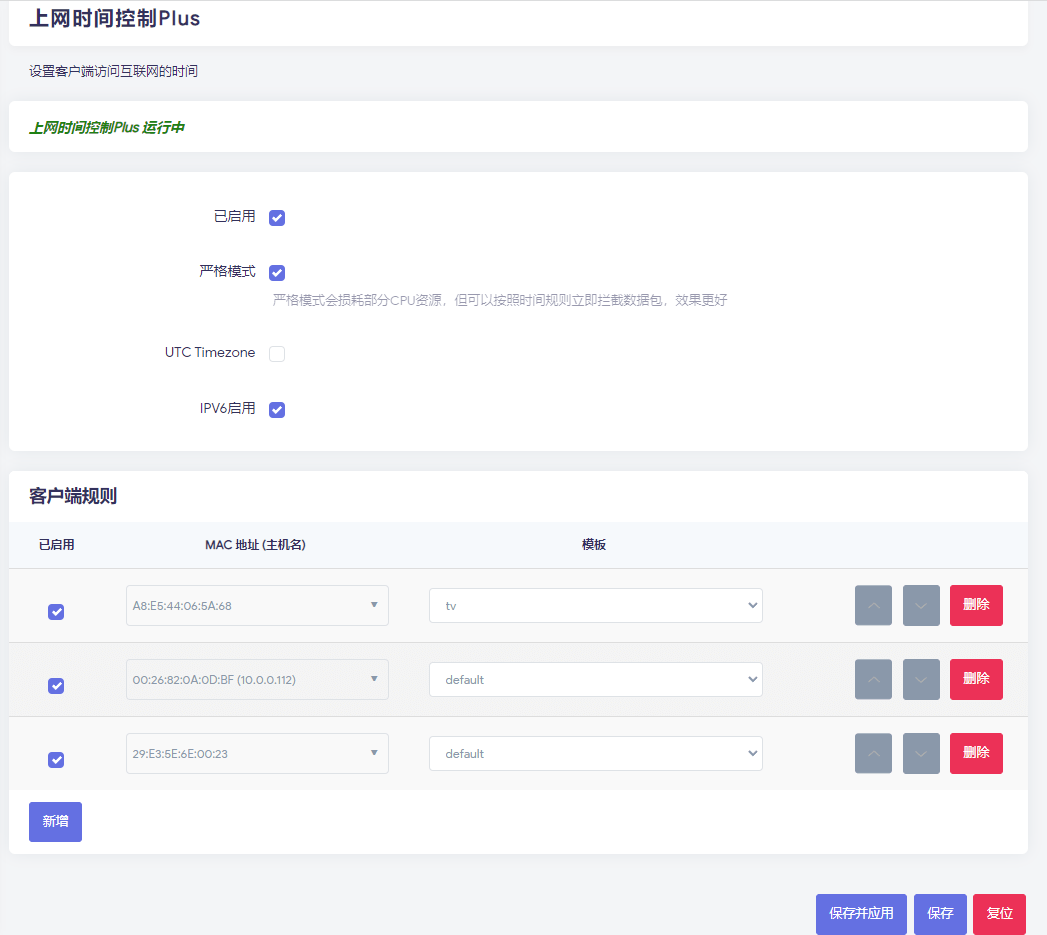 上网时间控制Plus
设置客户端访问互联网的时间
上网时间控制Plus 运行中
已启用
严格模式
严格模式会损耗部分CPU资源，但可以按照时间规则立即拦截数据包，效果更好
UTC Timezone
IPV6启用
客户端规则
已启用 MAC 地址 (主机名) 模板
A8:E5:44:06:5A:68 tv 删除
00:26:82:0A:0D:BF (10.0.0.112) default 删除
29:E3:5E:6E:00:23 default 删除
新增
保存并应用 保存 复位